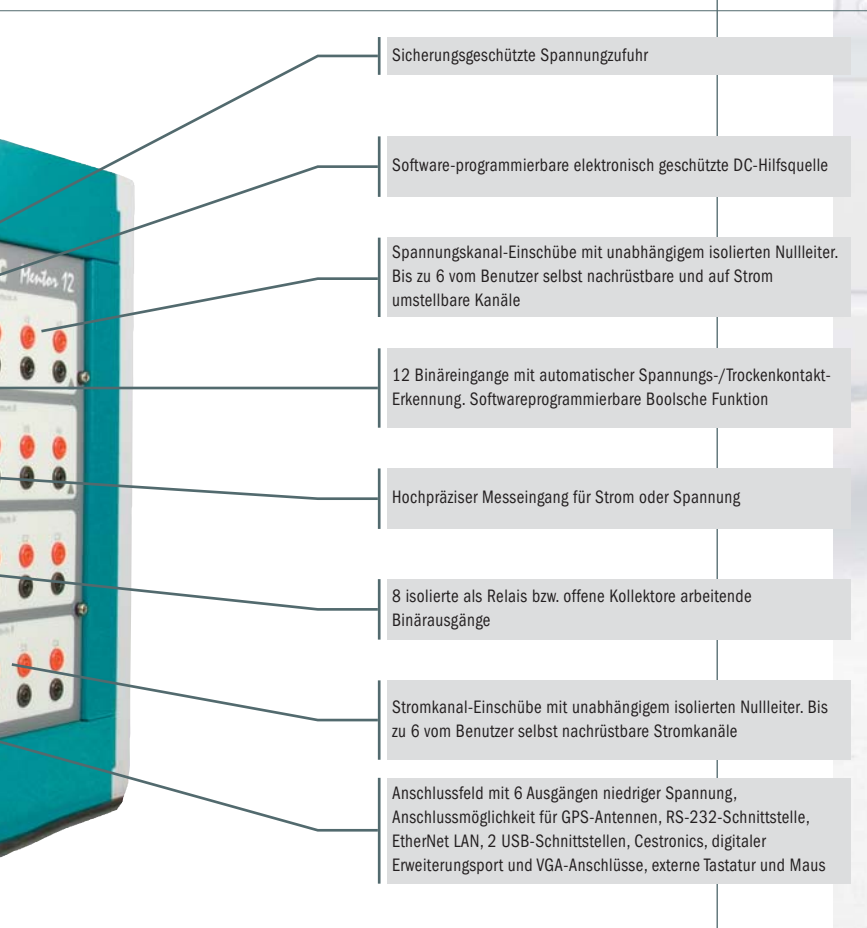 Sicherungsgeschützte Spannungzufuhr
Software-programmierbare elektronisch geschützte DC-Hilfsquelle
Spannungskanal-Einschübe mit unabhängigem isolierten Nullleiter.
Bis zu 6 vom Benutzer selbst nachrüstbare und auf Strom
umstellbare Kanäle
Mentor 12
12 Binäreingange mit automatischer Spannungs-/Trockenkontakt-
Erkennung. Softwareprogrammierbare Boolsche Funktion
Hochpräziser Messeingang für Strom oder Spannung
8 isolierte als Relais bzw. offene Kollektore arbeitende
Binärausgänge
Stromkanal-Einschübe mit unabhängigem isolierten Nullleiter. Bis
zu 6 vom Benutzer selbst nachrüstbare Stromkanäle
Anschlussfeld mit 6 Ausgängen niedriger Spannung,
Anschlussmöglichkeit für GPS-Antennen, RS-232-Schnittstelle,
EtherNet LAN, 2 USB-Schnittstellen, Cestronics, digitaler
Erweiterungsport und VGA-Anschlüsse, externe Tastatur und Maus